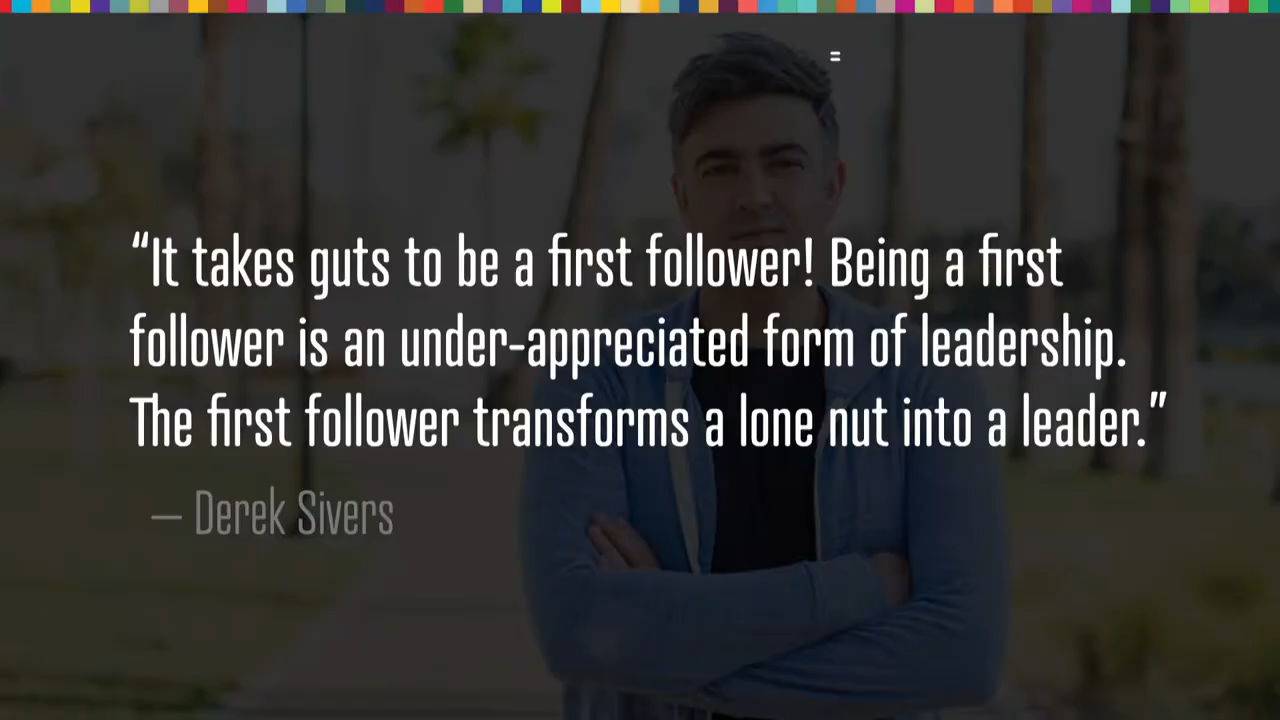 “It takes guts to be a first follower! Being a first
follower is an under-appreciated form of leadership.
The first follower transforms a lone nut into a leader.”
— Derek Sivers